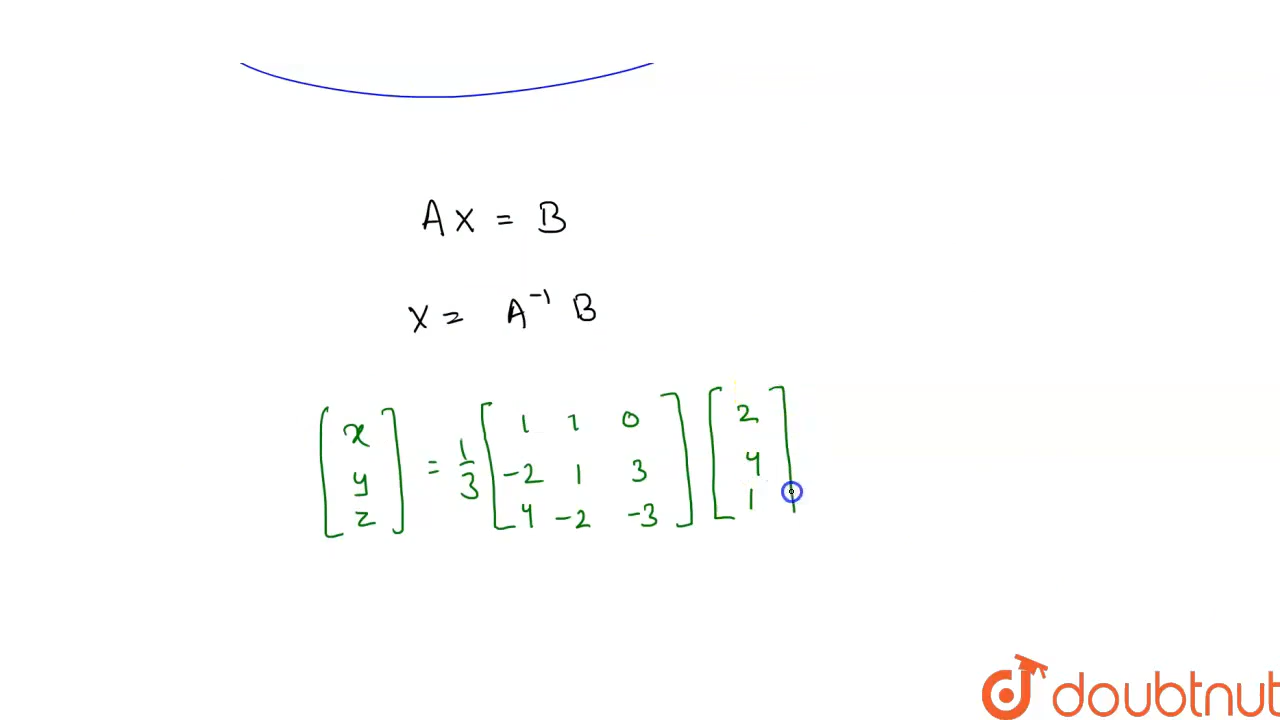 AX = B
X = A⁻¹ B
[x y z] = 1/3 [1 1 0 -2 1 3 4 -2 -3] [2 4 1]
doubtnut